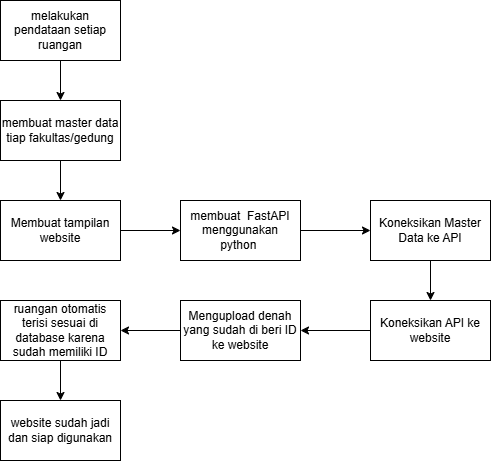 melakukan
pendataan setiap
ruangan
membuat master data
tiap fakultas/gedung
Membuat tampilan
website
membuat FastAPI
menggunakan
python
Koneksikan Master
Data ke API
Koneksikan API ke
website
Mengupload denah
yang sudah di beri ID
ke website
ruangan otomatis
terisi sesuai di
database karena
sudah memiliki ID
website sudah jadi
dan siap digunakan